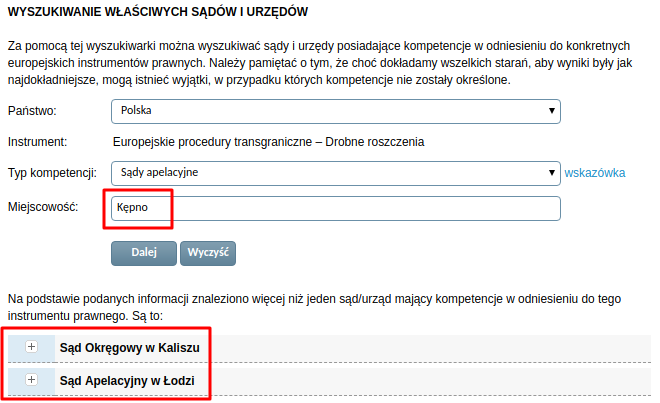 WYSZUKIWANIE WŁAŚCIWYCH SĄDÓW I URZĘDÓW
Za pomocą tej wyszukiwarki można wyszukiwać sądy i urzędy posiadające kompetencje w odniesieniu do konkretnych
europejskich instrumentów prawnych. Należy pamiętać o tym, że choć dokładamy wszelkich starań, aby wyniki były jak
najdokładniejsze, mogą istnieć wyjątki, w przypadku których kompetencje nie zostały określone.
Państwo: Polska
Instrument: Europejskie procedury transgraniczne – Drobne roszczenia
Typ kompetencji: Sądy apelacyjne wskazówka
Miejscowość: Kępno
Dalej Wyczyść
Na podstawie podanych informacji znaleziono więcej niż jeden sąd/urząd mający kompetencje w odniesieniu do tego
instrumentu prawnego. Są to:
Sąd Okręgowy w Kaliszu
Sąd Apelacyjny w Łodzi